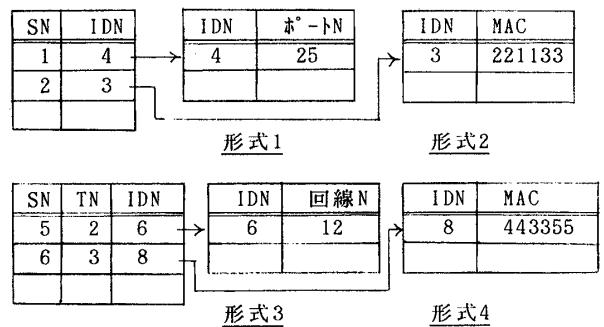 SN IDN
1 4
2 3
IDN ﾎﾟｰﾄN
4 25
IDN MAC
3 221133
形式1
形式2
SN TN IDN
5 2 6
6 3 8
IDN 回線N
6 12
IDN MAC
8 443355
形式3
形式4